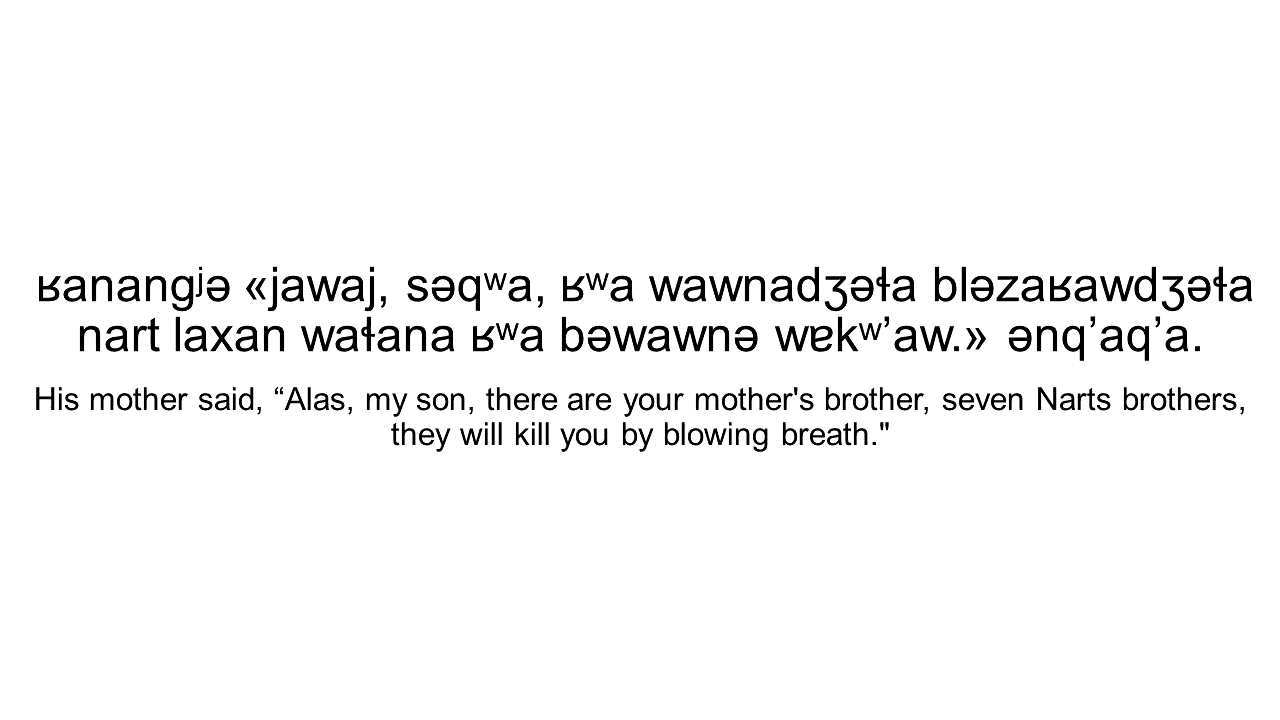 ʁanangʲə «jawaj, səqʷa, ʁʷa wawnadʒəɬa bləzaʁawdʒəɬa
nart laxan waɬana ʁʷa bəwawnə wɐkʷ’aw.» ənq’aq’a.
His mother said, “Alas, my son, there are your mother's brother, seven Narts brothers,
they will kill you by blowing breath."